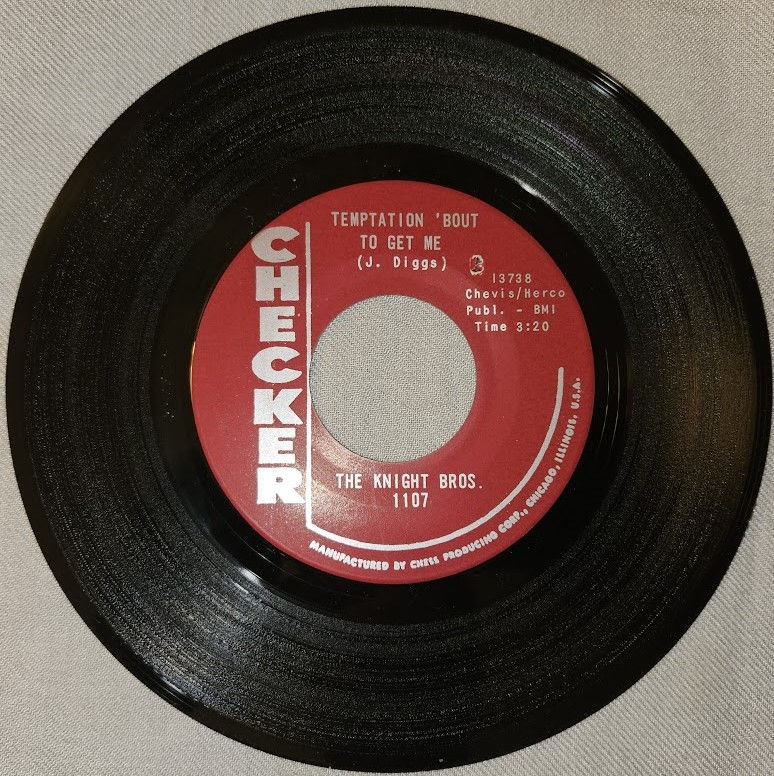 CHECKER
TEMPTATION 'BOUT
TO GET ME
(J. Diggs)
13738
Chevis/Herco
Publ. - BMI
Time 3:20
THE KNIGHT BROS.
1107
MANUFACTURED BY CHESS PRODUCING CORP., CHICAGO, ILLINOIS, U.S.A.